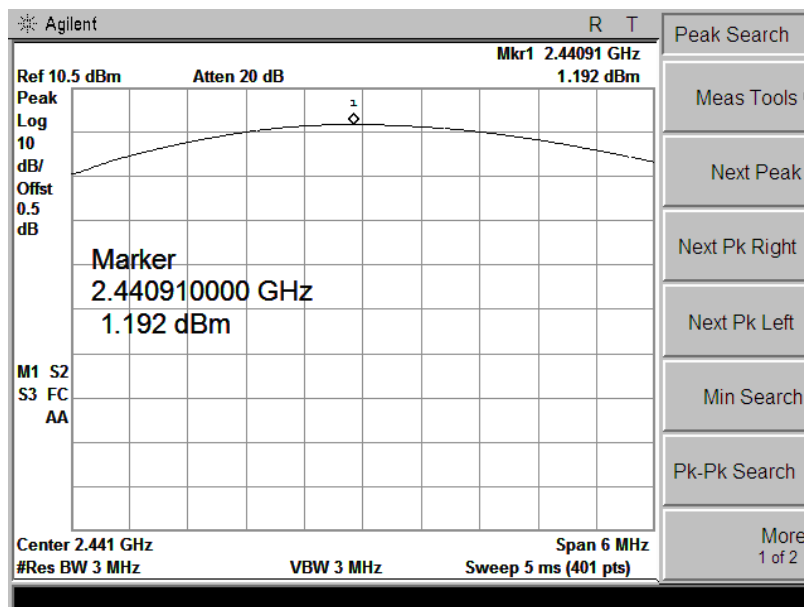 Agilent R T
Mkr1 2.44091 GHz
Ref 10.5 dBm Atten 20 dB 1.192 dBm
Peak
Log
10
dB/
Offset
0.5
dB
1
Marker
2.440910000 GHz
1.192 dBm
M1 S2
S3 FC
AA
Center 2.441 GHz Span 6 MHz
#Res BW 3 MHz VBW 3 MHz Sweep 5 ms (401 pts)
Peak Search
Meas Tools
Next Peak
Next Pk Right
Next Pk Left
Min Search
Pk-Pk Search
More
1 of 2